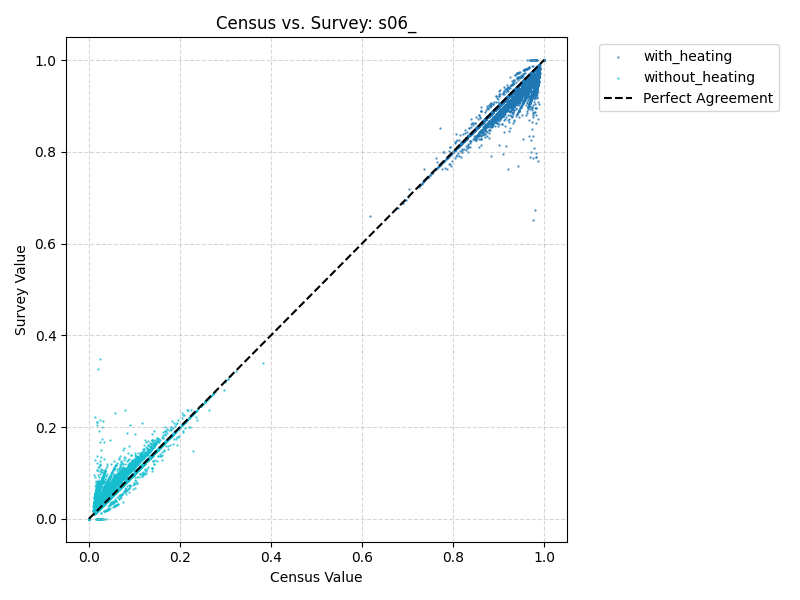 Census vs. Survey: s06_
with_heating
without_heating
Perfect Agreement
1.0
0.8
0.6
0.4
0.2
0.0
Survey Value
0.0 0.2 0.4 0.6 0.8 1.0
Census Value